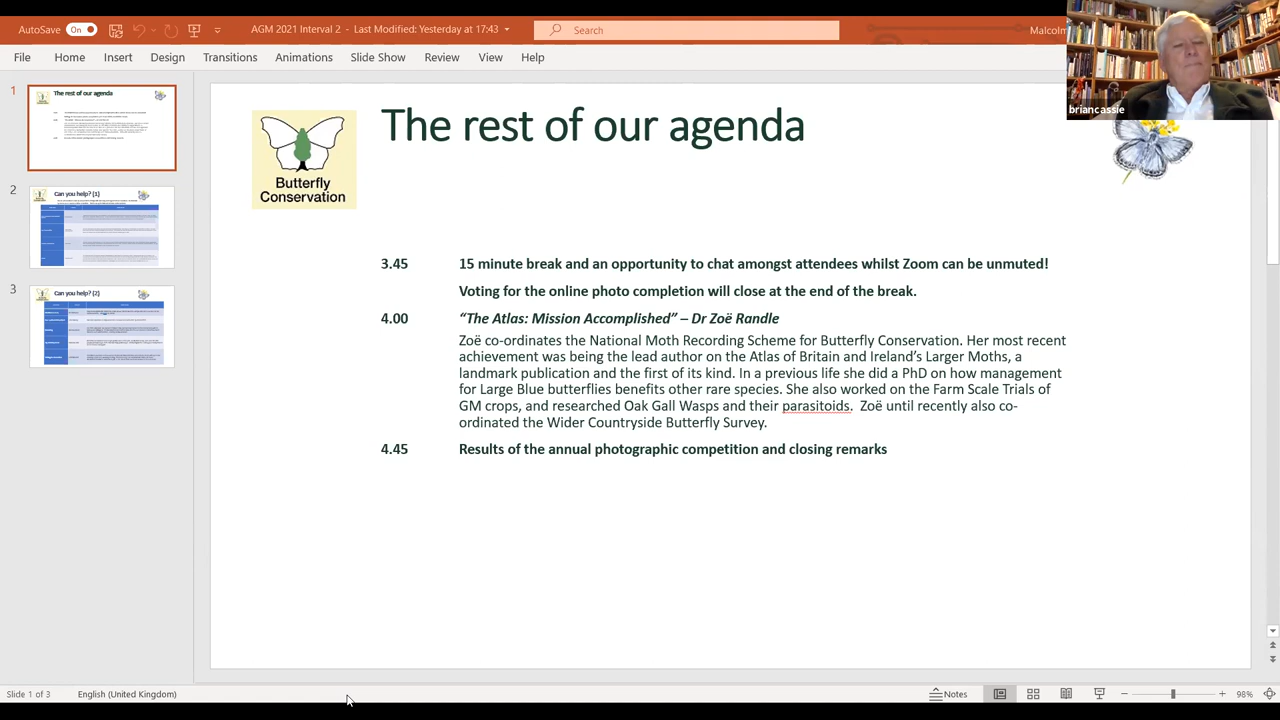 AutoSave On
AGM 2021 Interval 2 - Last Modified: Yesterday at 17:43
Search
Malcolm
File Home Insert Design Transitions Animations Slide Show Review View Help
briancassie
1
The rest of our agenda
2
Can you help? (1)
3
Can you help? (2)
The rest of our agenda
Butterfly
Conservation
3.45 15 minute break and an opportunity to chat amongst attendees whilst Zoom can be unmuted!
Voting for the online photo completion will close at the end of the break.
4.00 “The Atlas: Mission Accomplished” – Dr Zoë Randle
Zoë co-ordinates the National Moth Recording Scheme for Butterfly Conservation. Her most recent
achievement was being the lead author on the Atlas of Britain and Ireland’s Larger Moths, a
landmark publication and the first of its kind. In a previous life she did a PhD on how management
for Large Blue butterflies benefits other rare species. She also worked on the Farm Scale Trials of
GM crops, and researched Oak Gall Wasps and their parasitoids. Zoë until recently also co-
ordinated the Wider Countryside Butterfly Survey.
4.45 Results of the annual photographic competition and closing remarks
Slide 1 of 3 English (United Kingdom) Notes 98%